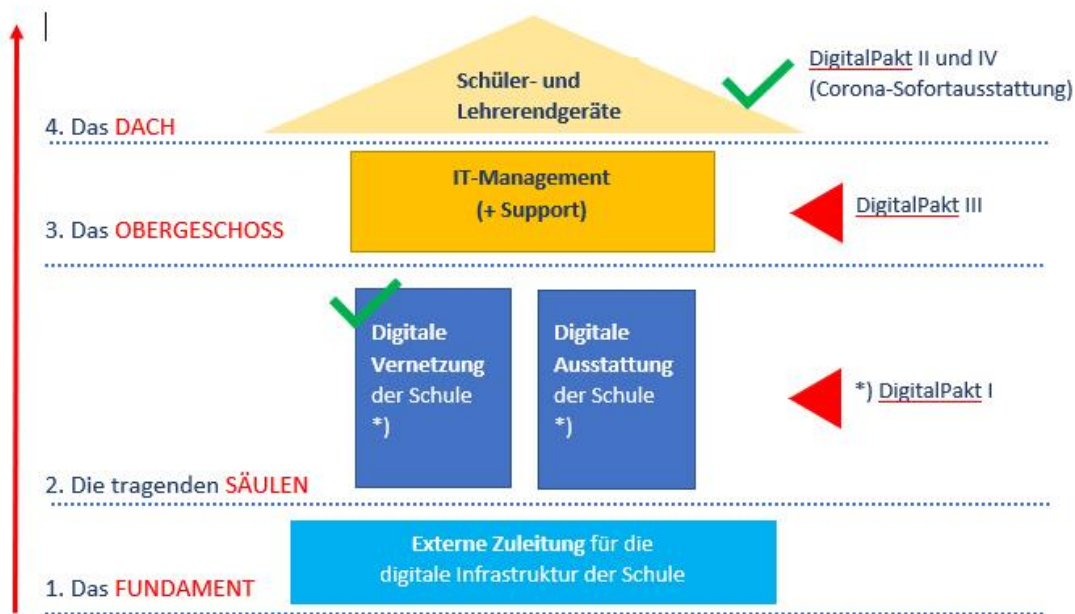 Schüler- und
Lehrerendgeräte
DigitalPakt II und IV
(Corona-Sofortausstattung)
4. Das DACH
IT-Management
(+ Support)
DigitalPakt III
3. Das OBERGESCHOSS
Digitale
Vernetzung
der Schule
*)
Digitale
Ausstattung
der Schule
*)
*) DigitalPakt I
2. Die tragenden SÄULEN
Externe Zuleitung für die
digitale Infrastruktur der Schule
1. Das FUNDAMENT